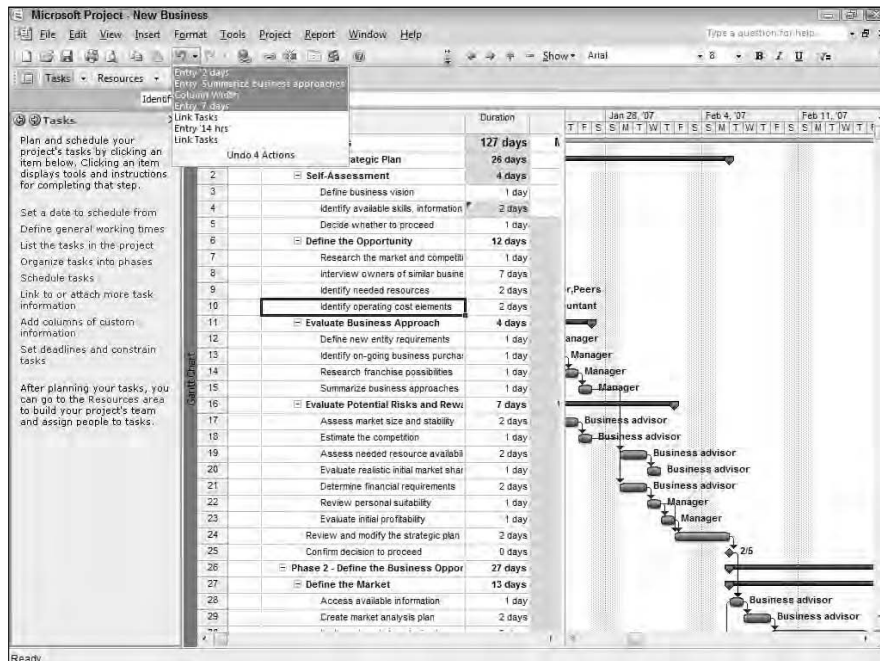 Microsoft Project - New Business
File Edit View Insert Format Tools Project Report Window Help
Type a question for help
Show Arial 8 B I U
Tasks Resources
Entry '2 days
Entry 'Summarize business approaches
Column Width
Entry '7 days
Link Tasks
Entry '14 hrs
Link Tasks
Undo 4 Actions
Identif
Tasks
Plan and schedule your
project's tasks by clicking an
item below. Clicking an item
displays tools and instructions
for completing that step.
Set a date to schedule from
Define general working times
List the tasks in the project
Organize tasks into phases
Schedule tasks
Link to or attach more task
information
Add columns of custom
information
Set deadlines and constrain
tasks
After planning your tasks, you
can go to the Resources area
to build your project's team
and assign people to tasks.
Gantt Chart
Duration
Jan 28, '07 Feb 4, '07 Feb 11, '07
T F S S M T W T F S S M T W T F S S M T W T F
s 127 days
ategic Plan 26 days
2 Self-Assessment 4 days
3 Define business vision 1 day
4 Identify available skills, information 2 days
5 Decide whether to proceed 1 day
6 Define the Opportunity 12 days
7 Research the market and competiti 1 day
8 Interview owners of similar busine 7 days
9 Identify needed resources 2 days r,Peers
10 Identify operating cost elements 2 days untant
11 Evaluate Business Approach 4 days
12 Define new entity requirements 1 day anager
13 Identify on-going business purchas 1 day Manager
14 Research franchise possibilities 1 day Manager
15 Summarize business approaches 1 day Manager
16 Evaluate Potential Risks and Rewa 7 days
17 Assess market size and stability 2 days Business advisor
18 Estimate the competition 1 day Business advisor
19 Assess needed resource availabil 2 days Business advisor
20 Evaluate realistic initial market shar 1 day Business advisor
21 Determine financial requirements 2 days Business advisor
22 Review personal suitability 1 day Manager
23 Evaluate initial profitability 1 day Manager
24 Review and modify the strategic plan 2 days
25 Confirm decision to proceed 0 days 2/5
26 Phase 2 - Define the Business Oppor 27 days
27 Define the Market 13 days
28 Access available information 1 day Business advisor
29 Create market analysis plan 2 days Business advisor
Ready